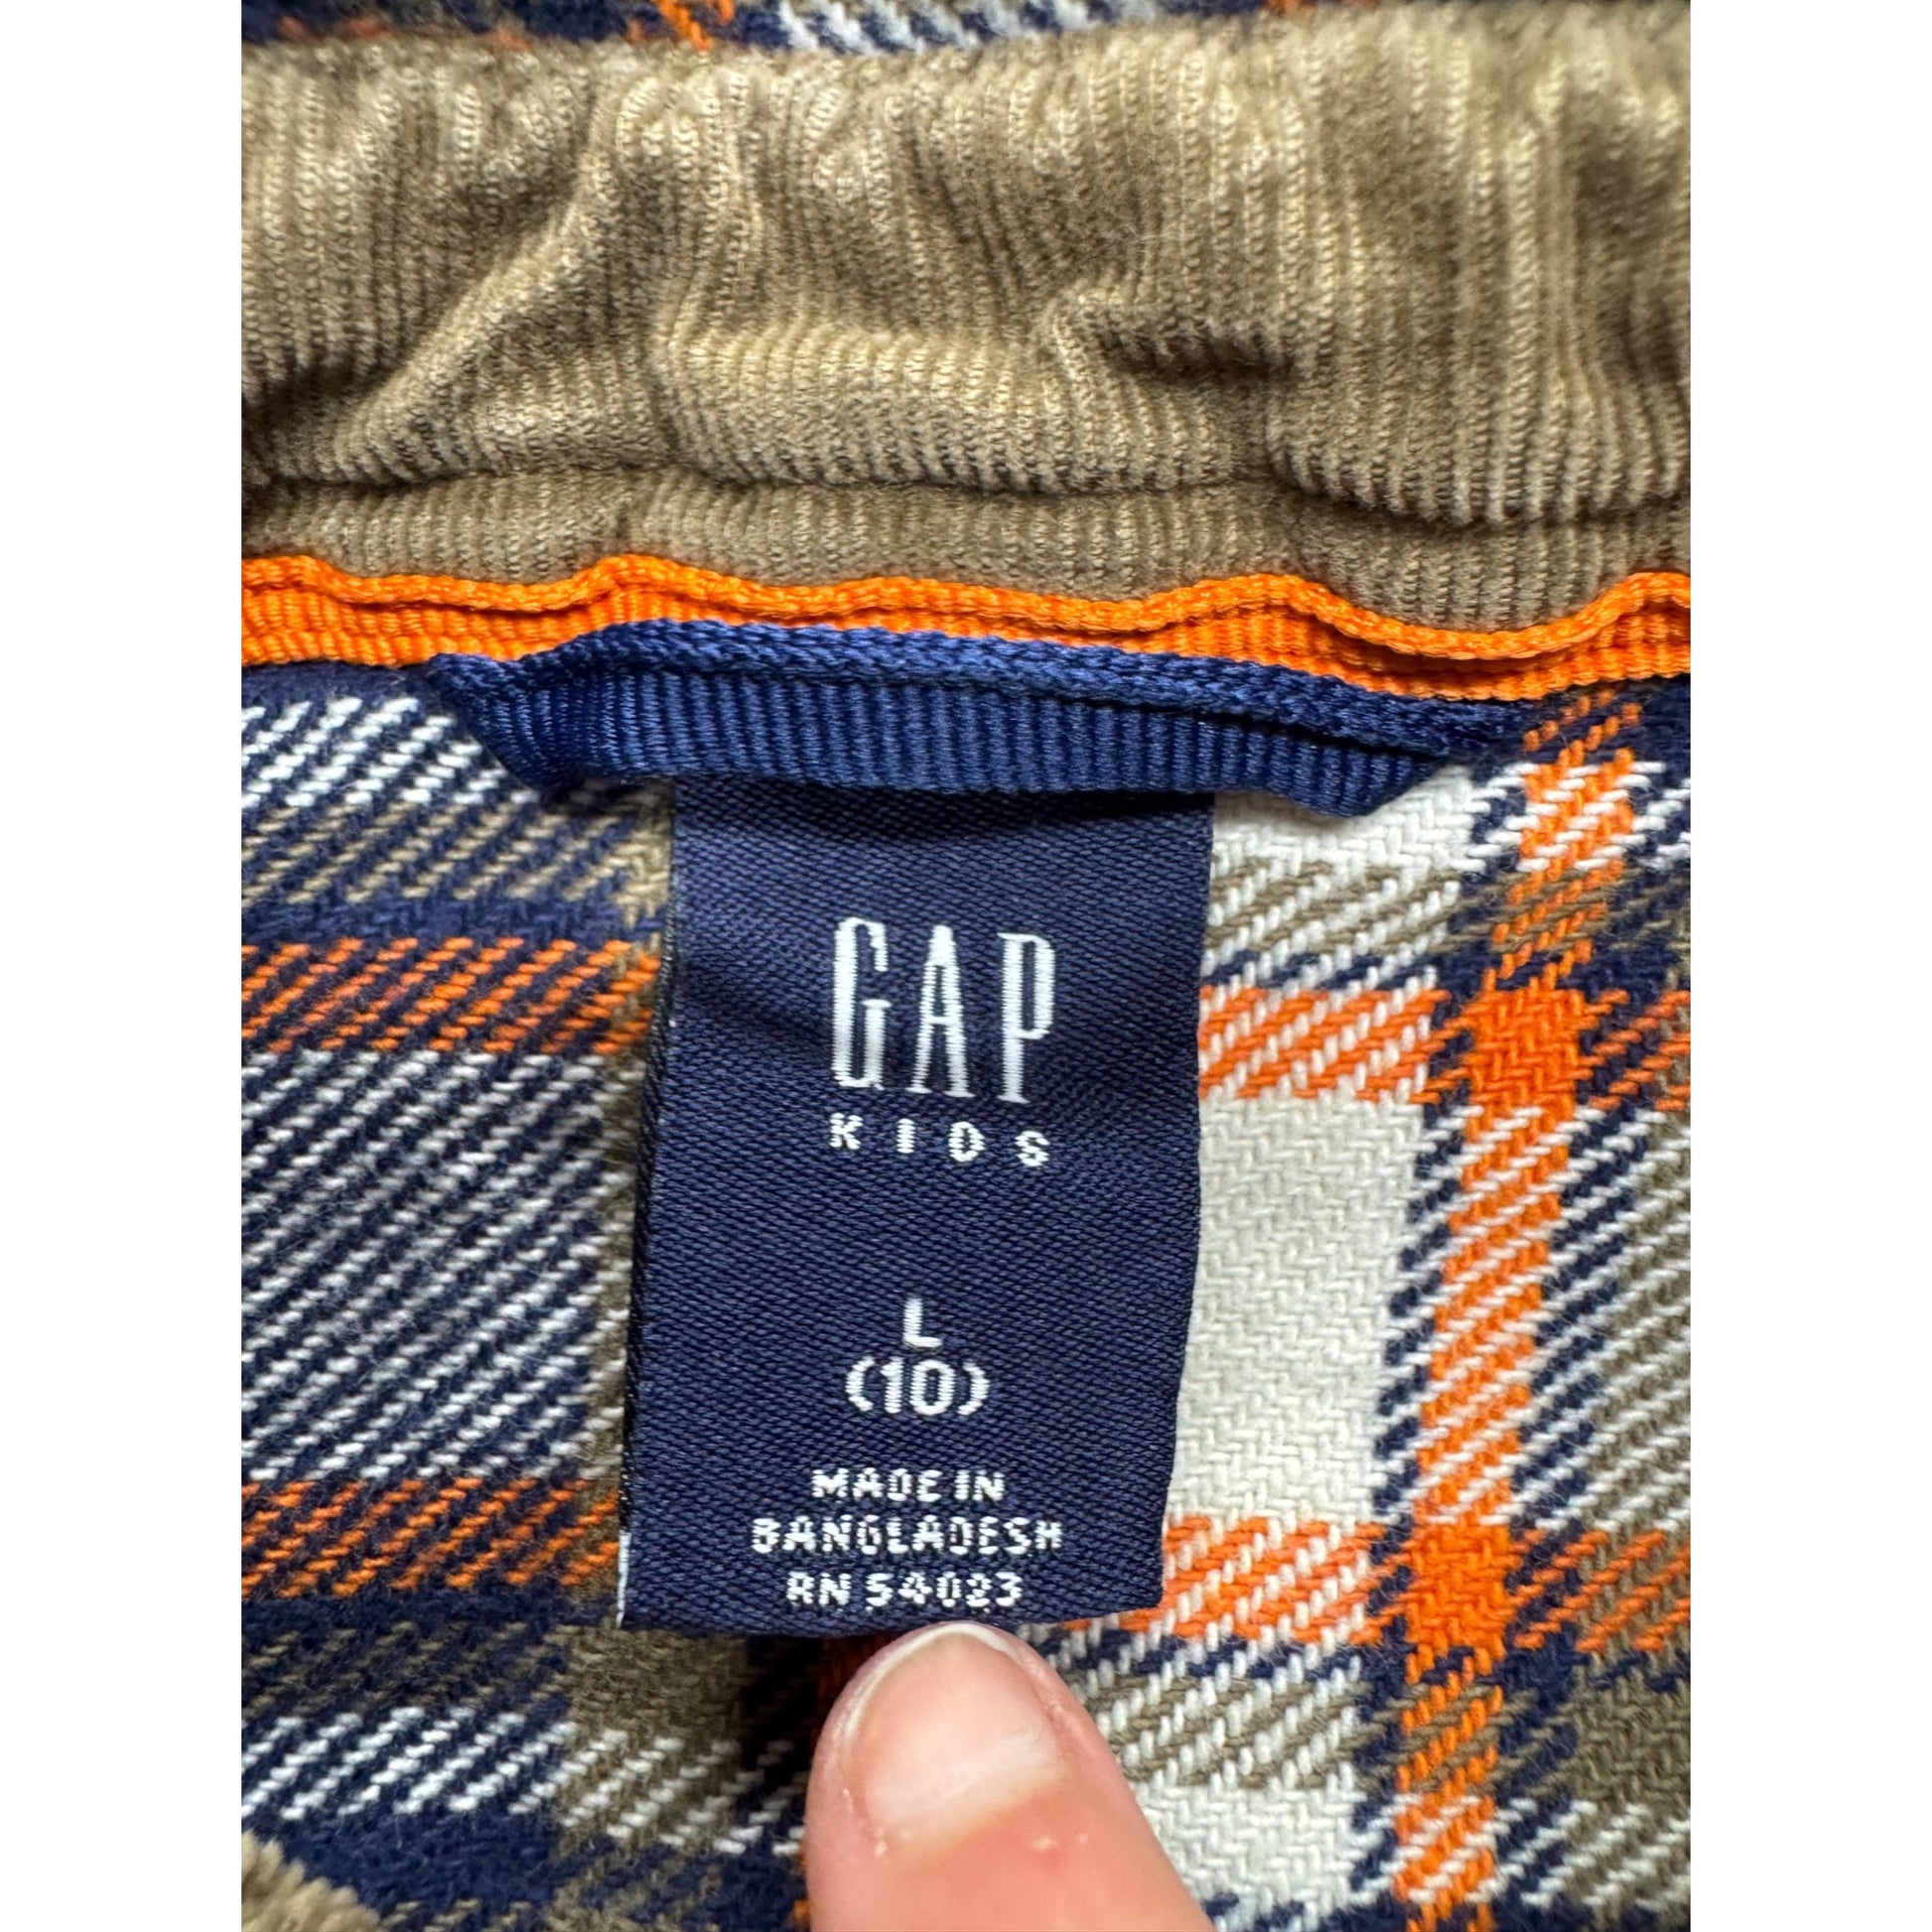 GAP
KIDS
L
(10)
MADE IN
BANGLADESH
RN 54023